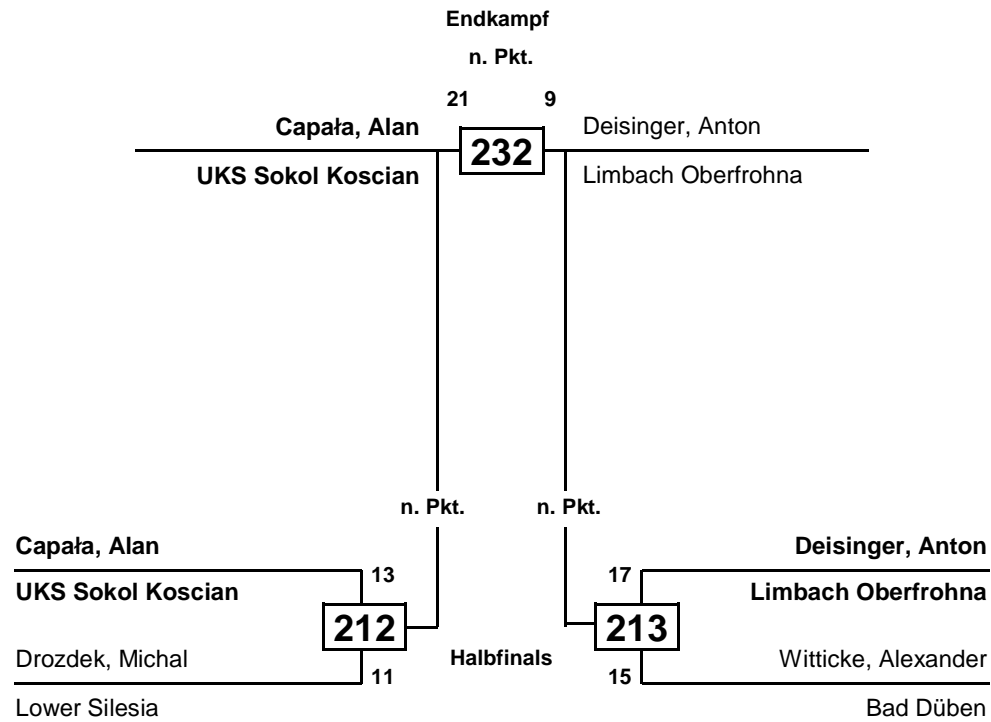 Endkampf
n. Pkt.
21 9
Capała, Alan 232 Deisinger, Anton
UKS Sokol Koscian Limbach Oberfrohna
n. Pkt. n. Pkt.
Capała, Alan Deisinger, Anton
13 17
UKS Sokol Koscian Limbach Oberfrohna
212 213
Drozdek, Michal Halbfinals Witticke, Alexander
11 15
Lower Silesia Bad Düben